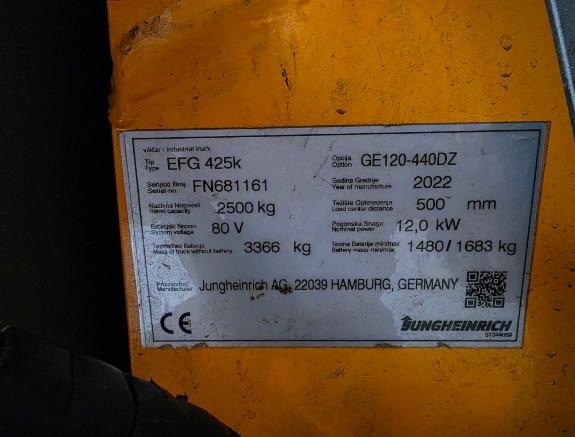 viličar / Industrial truck
Tip EFG 425k Opcija GE120-440DZ
Type Option
Serijski Broj FN681161 Godina Gradnje 2022
Serial-no. Year of manufacture
Nazivna Nosivost 2500 kg Težište Opterećenja 500 mm
Rated capacity Load center distance
Baterijski Napon 80 V Pogonska Snaga 12,0 kW
System voltage Nominal power
Baterije 3366 kg Tezina Baterije min/max 1480 / 1683 kg
Mass of truck without battery Battery mass min/max
Proizvođač Jungheinrich AG, 22039 HAMBURG, GERMANY
Manufacturer
CE JUNGHEINRICH